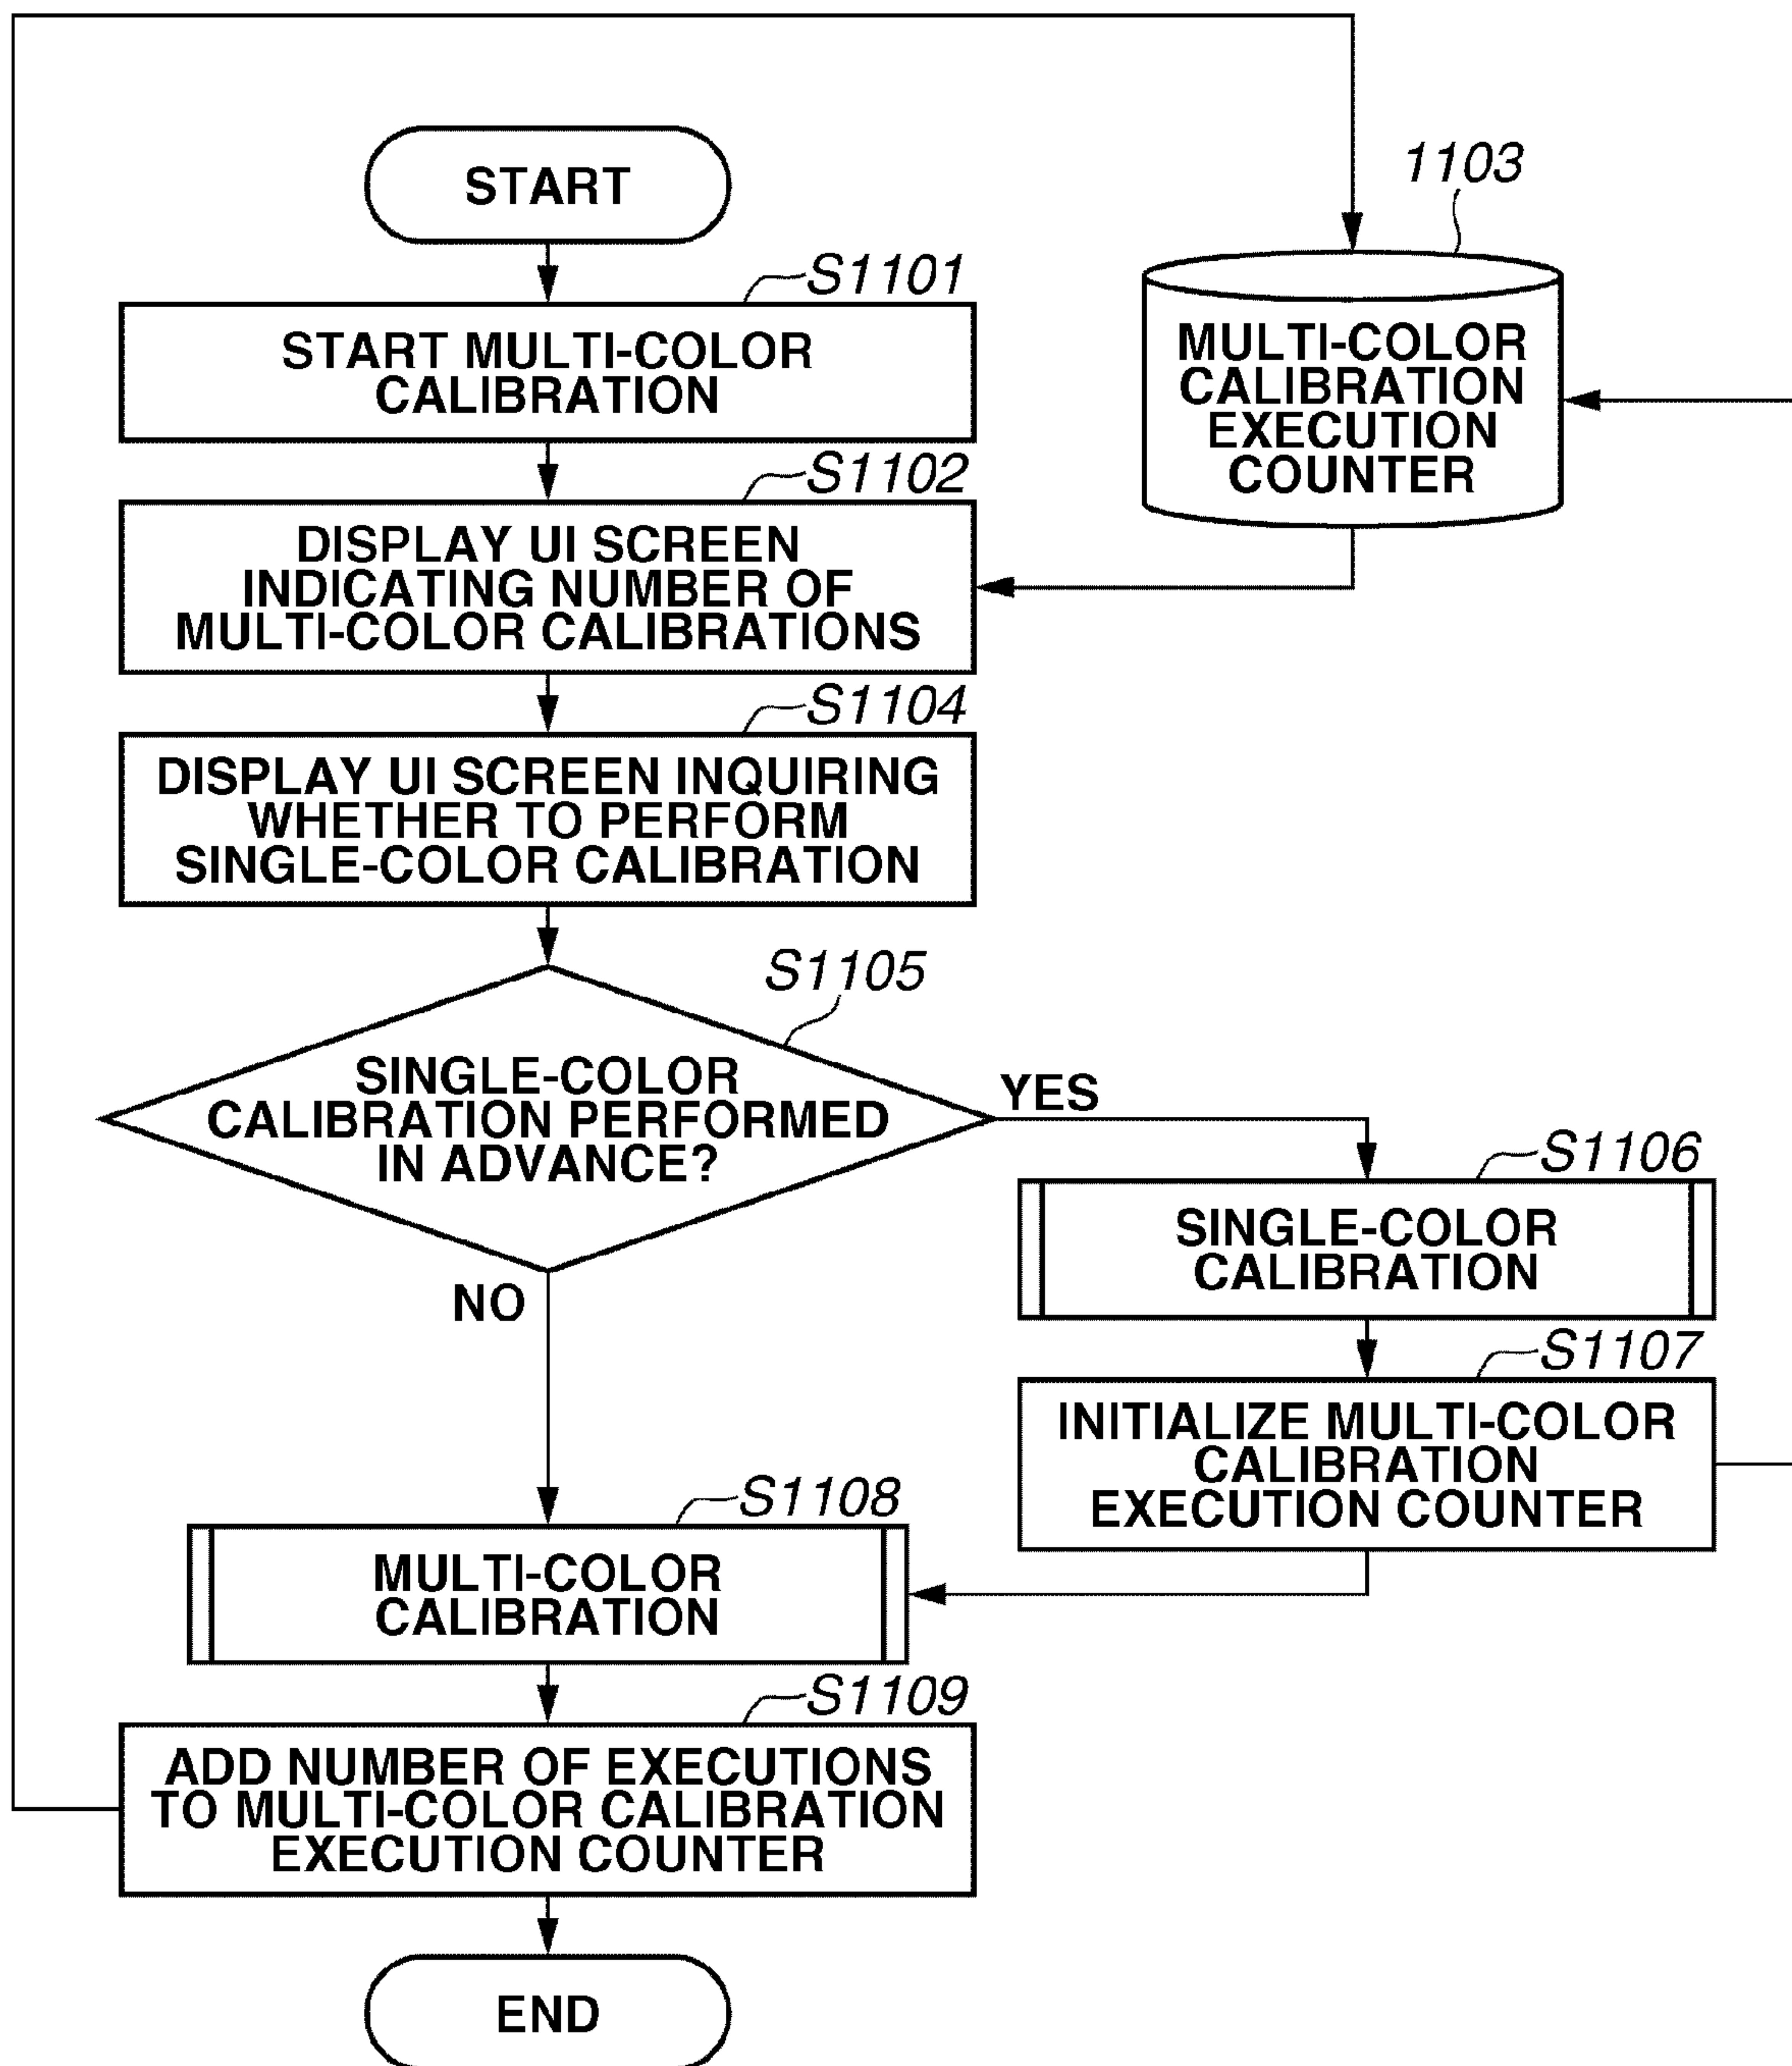 START
S1101
START MULTI-COLOR
CALIBRATION
1103
MULTI-COLOR
CALIBRATION
EXECUTION
COUNTER
S1102
DISPLAY UI SCREEN
INDICATING NUMBER OF
MULTI-COLOR CALIBRATIONS
S1104
DISPLAY UI SCREEN INQUIRING
WHETHER TO PERFORM
SINGLE-COLOR CALIBRATION
S1105
SINGLE-COLOR
CALIBRATION PERFORMED
IN ADVANCE?
YES
NO
S1106
SINGLE-COLOR
CALIBRATION
S1107
INITIALIZE MULTI-COLOR
CALIBRATION
EXECUTION COUNTER
S1108
MULTI-COLOR
CALIBRATION
S1109
ADD NUMBER OF EXECUTIONS
TO MULTI-COLOR CALIBRATION
EXECUTION COUNTER
END